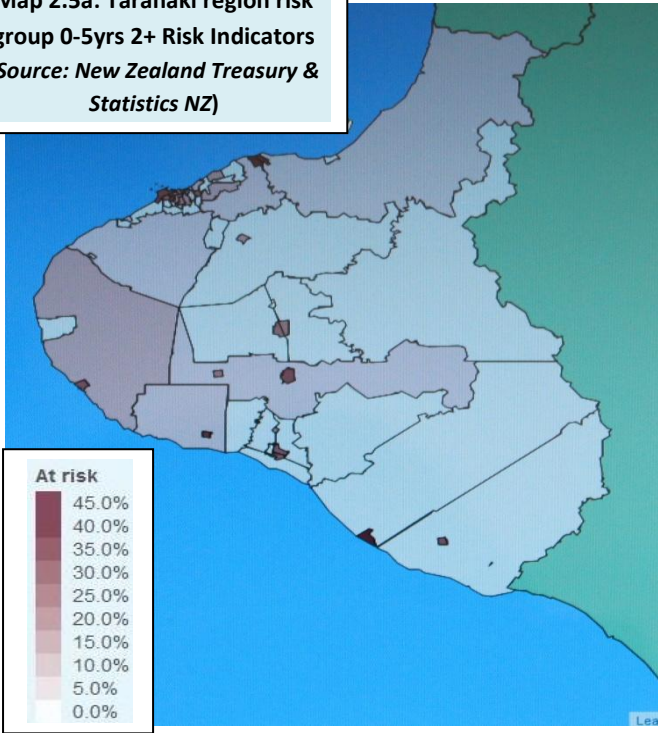 Map 2.5a: Taranaki region risk
group 0-5yrs 2+ Risk Indicators
Source: New Zealand Treasury &
Statistics NZ)
At risk
45.0%
40.0%
35.0%
30.0%
25.0%
20.0%
15.0%
10.0%
5.0%
0.0%
Lea